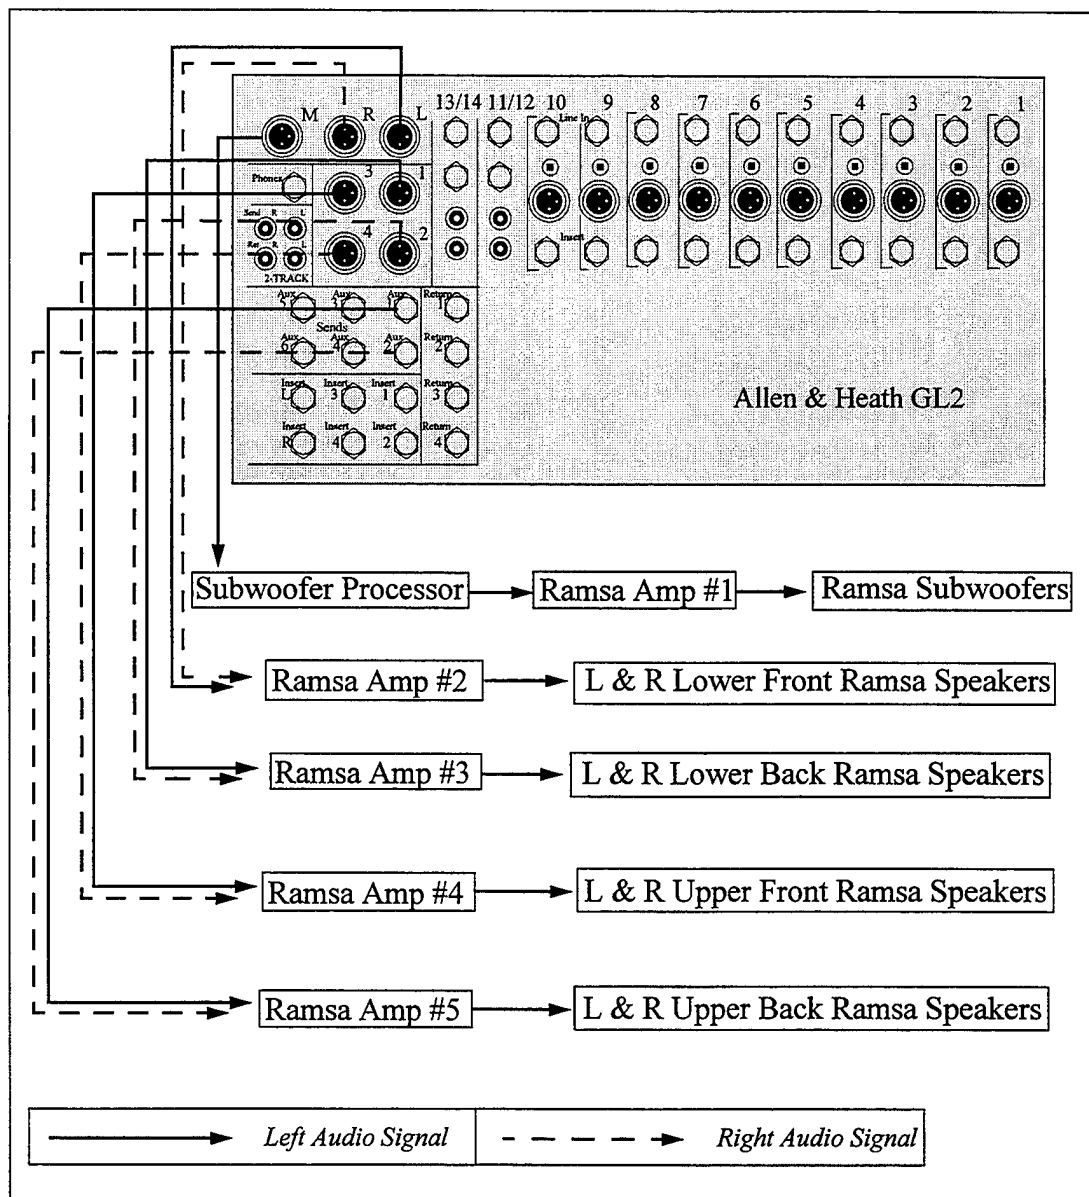 13/14 11/12 10 9 8 7 6 5 4 3 2 1
M R L
Line In
Phones
3 1
Send R L
Ret R L
4 2
2-TRACK
Insert
Aux 5 Aux 3 Aux 1 Return 1
Sends
Aux 6 Aux 4 Aux 2 Return 2
Insert L Insert 3 Insert 1 Return 3
Insert R Insert 4 Insert 2 Return 4
Allen & Heath GL2
Subwoofer Processor Ramsa Amp #1 Ramsa Subwoofers
Ramsa Amp #2 L & R Lower Front Ramsa Speakers
Ramsa Amp #3 L & R Lower Back Ramsa Speakers
Ramsa Amp #4 L & R Upper Front Ramsa Speakers
Ramsa Amp #5 L & R Upper Back Ramsa Speakers
Left Audio Signal Right Audio Signal